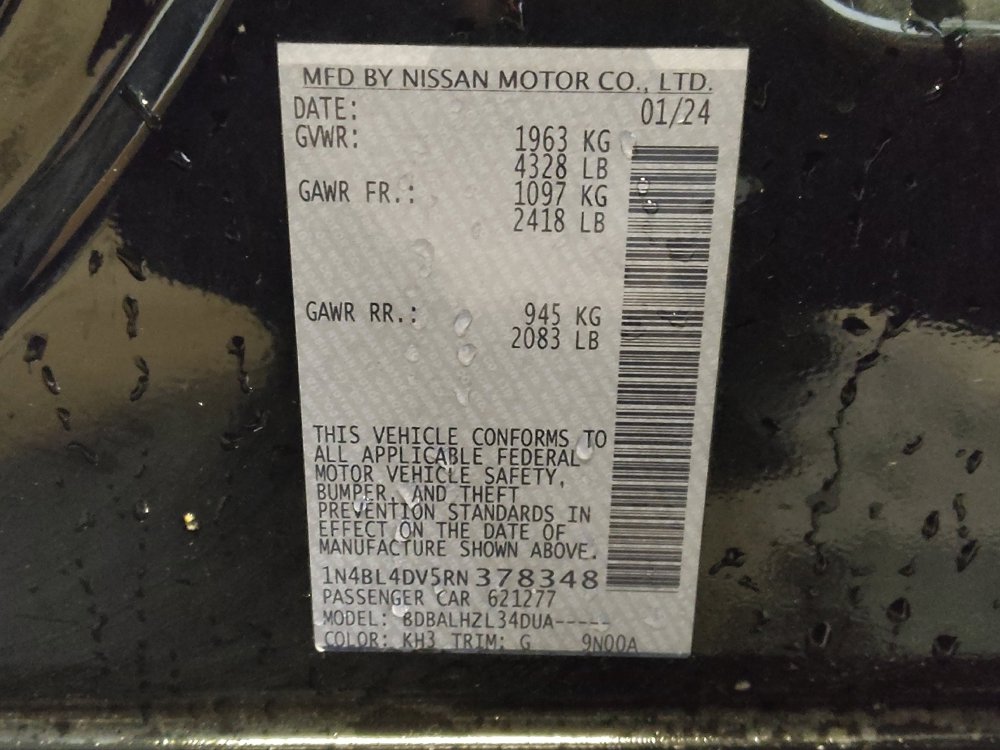 MFD BY NISSAN MOTOR CO., LTD.
DATE: 01/24
GVWR: 1963 KG
4328 LB
GAWR FR.: 1097 KG
2418 LB
GAWR RR.: 945 KG
2083 LB
THIS VEHICLE CONFORMS TO
ALL APPLICABLE FEDERAL
MOTOR VEHICLE SAFETY,
BUMPER, AND THEFT
PREVENTION STANDARDS IN
EFFECT ON THE DATE OF
MANUFACTURE SHOWN ABOVE.
1N4BL4DV5RN378348
PASSENGER CAR 621277
MODEL: BDBALHZL34DUA-----
COLOR: KH3 TRIM: G 9N00A